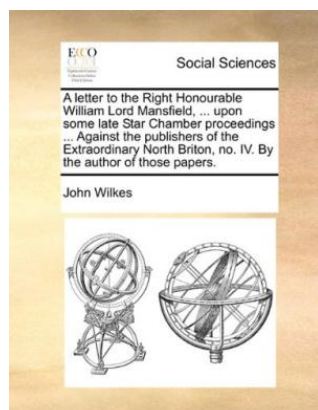 ECCO
Social Sciences
A letter to the Right Honourable
William Lord Mansfield, ... upon
some late Star Chamber proceedings
... Against the publishers of the
Extraordinary North Briton, no. IV. By
the author of those papers.
John Wilkes